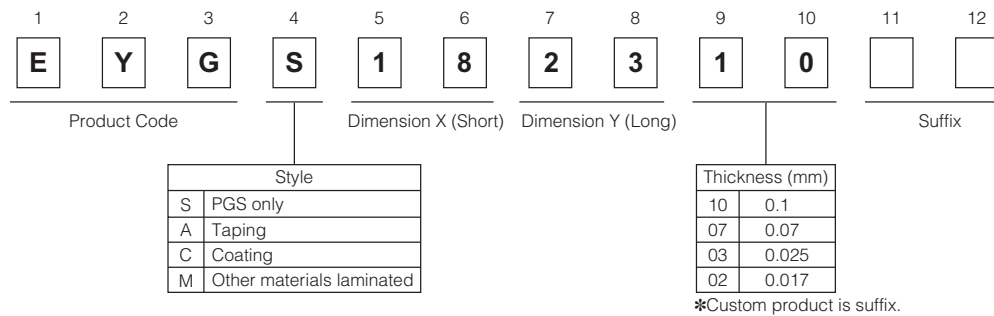 1 2 3 4 5 6 7 8 9 10 11 12
E Y G S 1 8 2 3 1 0
Product Code Dimension X (Short) Dimension Y (Long) Suffix
Style
S PGS only
A Taping
C Coating
M Other materials laminated
Thickness (mm)
10 0.1
07 0.07
03 0.025
02 0.017
✽Custom product is suffix.